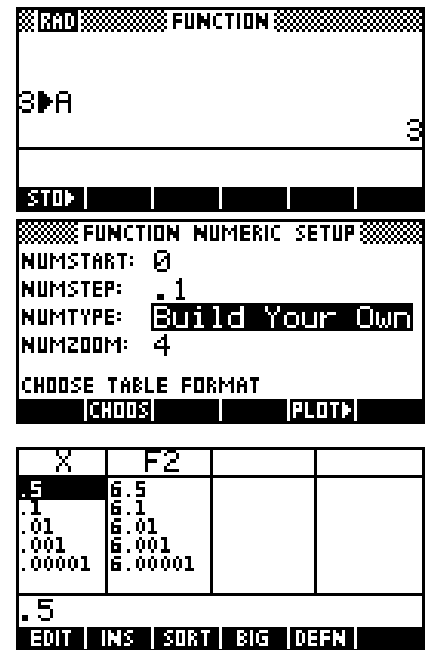 RAD FUNCTION
3▶A
3
STO▶
FUNCTION NUMERIC SETUP
NUMSTART: 0
NUMSTEP: .1
NUMTYPE: Build Your Own
NUMZOOM: 4
CHOOSE TABLE FORMAT
CHOOS PLOT▶
X F2
.5 6.5
.1 6.1
.01 6.01
.001 6.001
.00001 6.00001
.5
EDIT INS SORT BIG DEFN